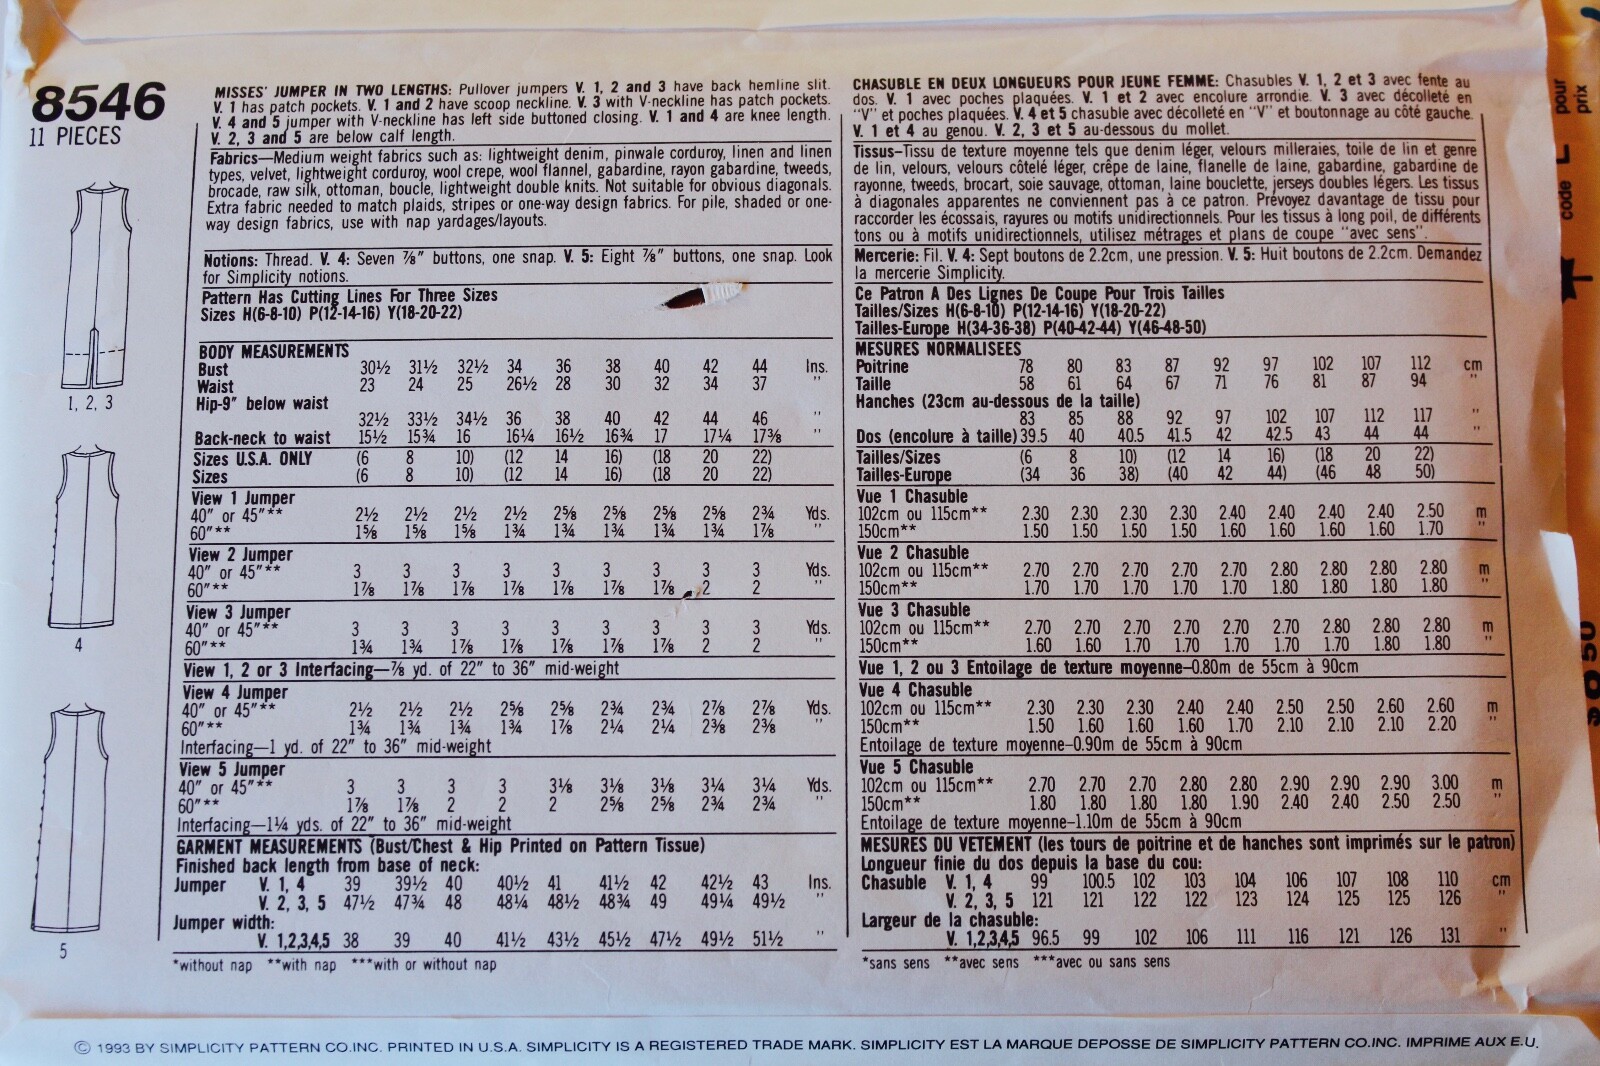 8546
11 PIECES
1, 2, 3
4
5
MISSES' JUMPER IN TWO LENGTHS: Pullover jumpers V. 1, 2 and 3 have back hemline slit.
V. 1 has patch pockets. V. 1 and 2 have scoop neckline. V. 3 with V-neckline has patch pockets.
V. 4 and 5 jumper with V-neckline has left side buttoned closing. V. 1 and 4 are knee length.
V. 2, 3 and 5 are below calf length.
Fabrics—Medium weight fabrics such as: lightweight denim, pinwale corduroy, linen and linen
types, velvet, lightweight corduroy, wool crepe, wool flannel, gabardine, rayon gabardine, tweeds,
brocade, raw silk, ottoman, boucle, lightweight double knits. Not suitable for obvious diagonals.
Extra fabric needed to match plaids, stripes or one-way design fabrics. For pile, shaded or one-
way design fabrics, use with nap yardages/layouts.
Notions: Thread. V. 4: Seven ⅞" buttons, one snap. V. 5: Eight ⅞" buttons, one snap. Look
for Simplicity notions.
Pattern Has Cutting Lines For Three Sizes
Sizes H(6-8-10) P(12-14-16) Y(18-20-22)
BODY MEASUREMENTS
Bust 30½ 31½ 32½ 34 36 38 40 42 44 Ins.
Waist 23 24 25 26½ 28 30 32 34 37 "
Hip-9" below waist
32½ 33½ 34½ 36 38 40 42 44 46 "
Back-neck to waist 15½ 15¾ 16 16¼ 16½ 16¾ 17 17¼ 17⅜ "
Sizes U.S.A. ONLY (6 8 10) (12 14 16) (18 20 22)
Sizes (6 8 10) (12 14 16) (18 20 22)
View 1 Jumper
40" or 45"** 2½ 2½ 2½ 2½ 2⅝ 2⅝ 2⅝ 2⅝ 2¾ Yds.
60"** 1⅝ 1⅝ 1⅝ 1¾ 1¾ 1¾ 1¾ 1¾ 1⅞ "
View 2 Jumper
40" or 45"** 3 3 3 3 3 3 3 3 3 Yds.
60"** 1⅞ 1⅞ 1⅞ 1⅞ 1⅞ 1⅞ 1⅞ 2 2 "
View 3 Jumper
40" or 45"** 3 3 3 3 3 3 3 3 3 Yds.
60"** 1¾ 1¾ 1⅞ 1⅞ 1⅞ 1⅞ 1⅞ 2 2 "
View 1, 2 or 3 Interfacing—⅞ yd. of 22" to 36" mid-weight
View 4 Jumper
40" or 45"** 2½ 2½ 2½ 2⅝ 2⅝ 2¾ 2¾ 2⅞ 2⅞ Yds.
60"** 1¾ 1¾ 1¾ 1¾ 1⅞ 2¼ 2¼ 2⅜ 2⅜ "
Interfacing—1 yd. of 22" to 36" mid-weight
View 5 Jumper
40" or 45"** 3 3 3 3 3⅛ 3⅛ 3⅛ 3¼ 3¼ Yds.
60"** 1⅞ 1⅞ 2 2 2 2⅝ 2⅝ 2¾ 2¾ "
Interfacing—1¼ yds. of 22" to 36" mid-weight
GARMENT MEASUREMENTS (Bust/Chest & Hip Printed on Pattern Tissue)
Finished back length from base of neck:
Jumper V. 1, 4 39 39½ 40 40½ 41 41½ 42 42½ 43 Ins.
V. 2, 3, 5 47½ 47¾ 48 48¼ 48½ 48¾ 49 49¼ 49½ "
Jumper width:
V. 1,2,3,4,5 38 39 40 41½ 43½ 45½ 47½ 49½ 51½ "
*without nap **with nap ***with or without nap
CHASUBLE EN DEUX LONGUEURS POUR JEUNE FEMME: Chasubles V. 1, 2 et 3 avec fente au
dos. V. 1 avec poches plaquées. V. 1 et 2 avec encolure arrondie. V. 3 avec décolleté en
"V" et poches plaquées. V. 4 et 5 chasuble avec décolleté en "V" et boutonnage au côté gauche.
V. 1 et 4 au genou. V. 2, 3 et 5 au-dessous du mollet.
Tissus—Tissu de texture moyenne tels que denim léger, velours milleraies, toile de lin et genre
de lin, velours, velours côtelé léger, crêpe de laine, flanelle de laine, gabardine, gabardine de
rayonne, tweeds, brocart, soie sauvage, ottoman, laine bouclette, jerseys doubles légers. Les tissus
à diagonales apparentes ne conviennent pas à ce patron. Prévoyez davantage de tissu pour
raccorder les écossais, rayures ou motifs unidirectionnels. Pour les tissus à long poil, de différents
tons ou à motifs unidirectionnels, utilisez métrages et plans de coupe "avec sens".
Mercerie: Fil. V. 4: Sept boutons de 2.2cm, une pression. V. 5: Huit boutons de 2.2cm. Demandez
la mercerie Simplicity.
Ce Patron A Des Lignes De Coupe Pour Trois Tailles
Tailles/Sizes H(6-8-10) P(12-14-16) Y(18-20-22)
Tailles-Europe H(34-36-38) P(40-42-44) Y(46-48-50)
MESURES NORMALISEES
Poitrine 78 80 83 87 92 97 102 107 112 cm
Taille 58 61 64 67 71 76 81 87 94 "
Hanches (23cm au-dessous de la taille)
83 85 88 92 97 102 107 112 117 "
Dos (encolure à taille) 39.5 40 40.5 41.5 42 42.5 43 44 44 "
Tailles/Sizes (6 8 10) (12 14 16) (18 20 22)
Tailles-Europe (34 36 38) (40 42 44) (46 48 50)
Vue 1 Chasuble
102cm ou 115cm** 2.30 2.30 2.30 2.30 2.40 2.40 2.40 2.40 2.50 m
150cm** 1.50 1.50 1.50 1.50 1.60 1.60 1.60 1.60 1.70 "
Vue 2 Chasuble
102cm ou 115cm** 2.70 2.70 2.70 2.70 2.70 2.80 2.80 2.80 2.80 m
150cm** 1.70 1.70 1.70 1.70 1.70 1.80 1.80 1.80 1.80 "
Vue 3 Chasuble
102cm ou 115cm** 2.70 2.70 2.70 2.70 2.70 2.70 2.80 2.80 2.80 m
150cm** 1.60 1.60 1.70 1.70 1.70 1.70 1.70 1.80 1.80 "
Vue 1, 2 ou 3 Entoilage de texture moyenne—0.80m de 55cm à 90cm
Vue 4 Chasuble
102cm ou 115cm** 2.30 2.30 2.30 2.40 2.40 2.50 2.50 2.60 2.60 m
150cm** 1.50 1.60 1.60 1.60 1.70 2.10 2.10 2.10 2.20 "
Entoilage de texture moyenne—0.90m de 55cm à 90cm
Vue 5 Chasuble
102cm ou 115cm** 2.70 2.70 2.70 2.80 2.80 2.90 2.90 2.90 3.00 m
150cm** 1.80 1.80 1.80 1.80 1.90 2.40 2.40 2.50 2.50 "
Entoilage de texture moyenne—1.10m de 55cm à 90cm
MESURES DU VETEMENT (les tours de poitrine et de hanches sont imprimés sur le patron)
Longueur finie du dos depuis la base du cou:
Chasuble V. 1, 4 99 100.5 102 103 104 106 107 108 110 cm
V. 2, 3, 5 121 121 122 122 123 124 125 125 126 "
Largeur de la chasuble:
V. 1,2,3,4,5 96.5 99 102 106 111 116 121 126 131 "
*sans sens **avec sens ***avec ou sans sens
pour
prix
code L
© 1993 BY SIMPLICITY PATTERN CO.INC. PRINTED IN U.S.A. SIMPLICITY IS A REGISTERED TRADE MARK. SIMPLICITY EST LA MARQUE DEPOSSE DE SIMPLICITY PATTERN CO.INC. IMPRIME AUX E.U.